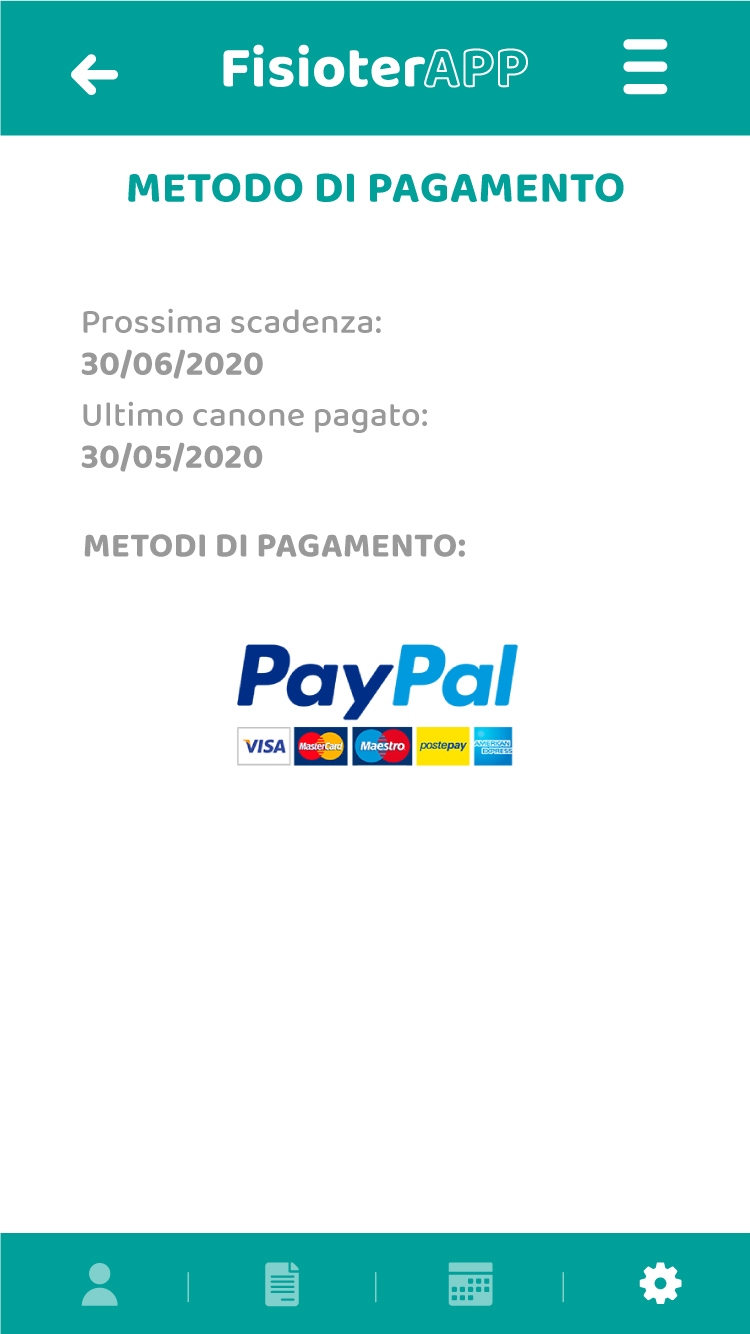 FisioterAPP
METODO DI PAGAMENTO
Prossima scadenza:
30/06/2020
Ultimo canone pagato:
30/05/2020
METODI DI PAGAMENTO:
PayPal
VISA MasterCard Maestro postepay AMERICAN EXPRESS